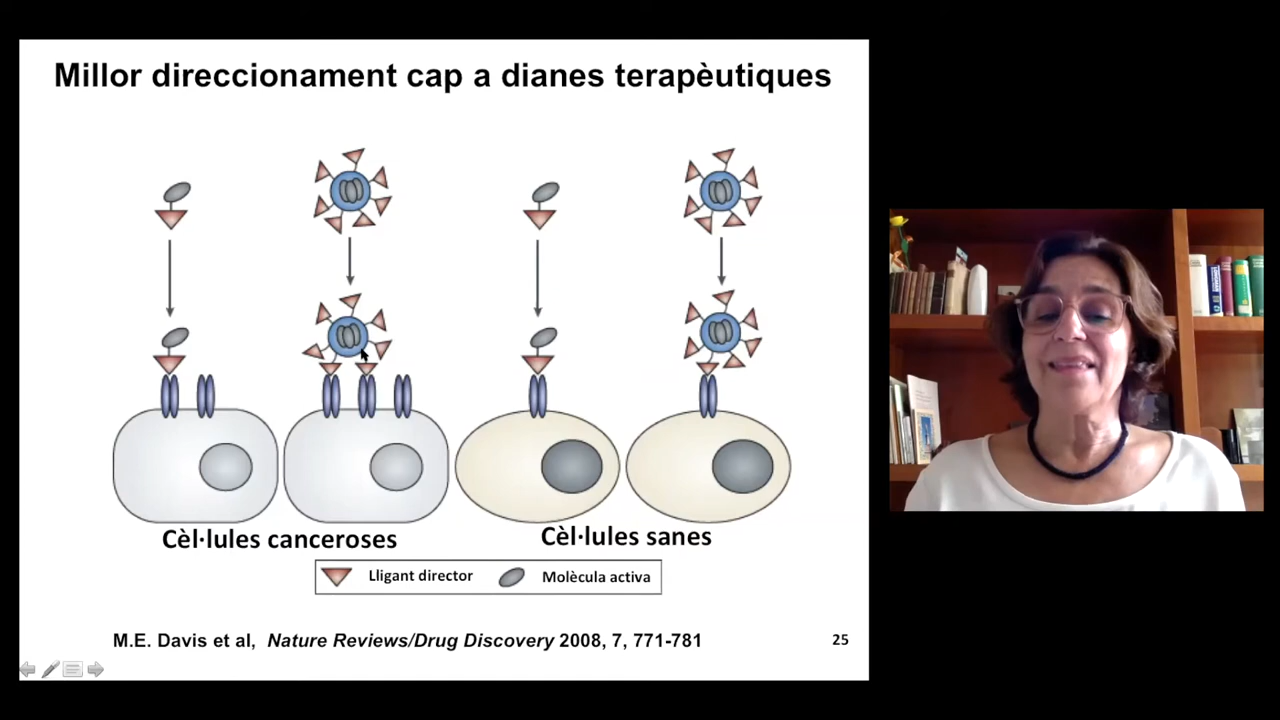 Millor direccionament cap a dianes terapèutiques
Cèl·lules canceroses
Cèl·lules sanes
Lligant director
Molècula activa
M.E. Davis et al, Nature Reviews/Drug Discovery 2008, 7, 771-781
25